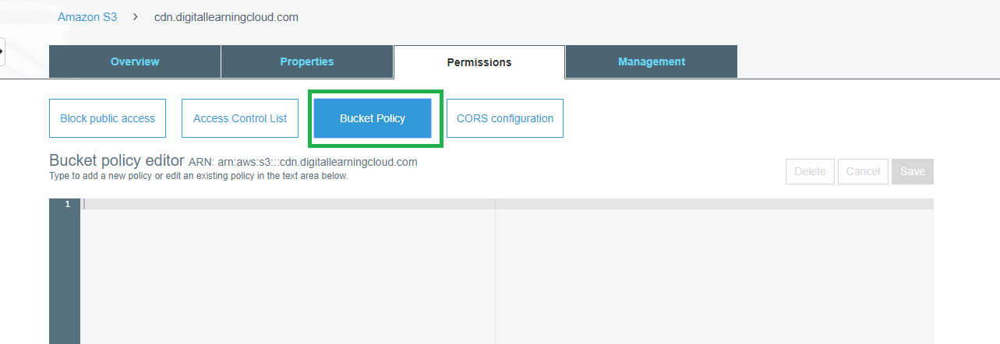 Amazon S3 > cdn.digitallearningcloud.com
Overview Properties Permissions Management
Block public access Access Control List Bucket Policy CORS configuration
Bucket policy editor ARN: arn:aws:s3:::cdn.digitallearningcloud.com
Type to add a new policy or edit an existing policy in the text area below.
Delete Cancel Save
1